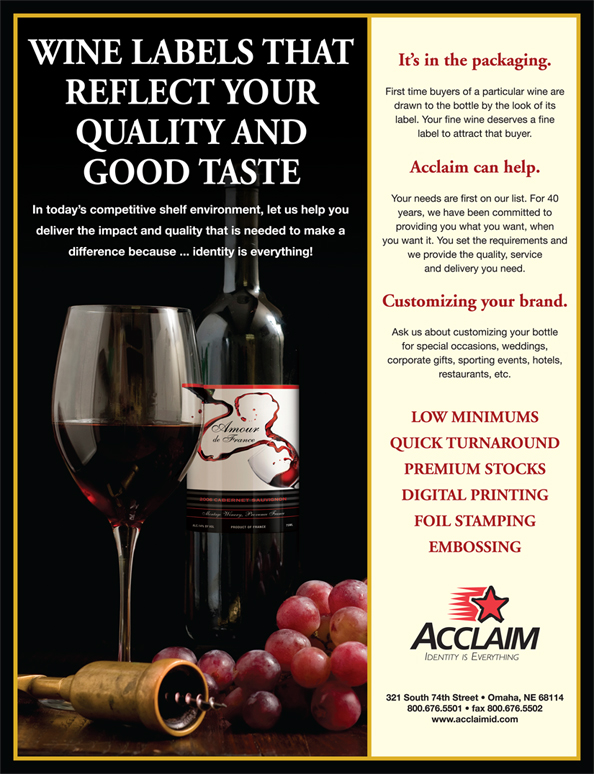 WINE LABELS THAT
REFLECT YOUR
QUALITY AND
GOOD TASTE
In today's competitive shelf environment, let us help you
deliver the impact and quality that is needed to make a
difference because ... identity is everything!
Amour
de France
2008 CABERNET SAUVIGNON
PRODUCT OF FRANCE
It's in the packaging.
First time buyers of a particular wine are
drawn to the bottle by the look of its
label. Your fine wine deserves a fine
label to attract that buyer.
Acclaim can help.
Your needs are first on our list. For 40
years, we have been committed to
providing you what you want, when
you want it. You set the requirements and
we provide the quality, service
and delivery you need.
Customizing your brand.
Ask us about customizing your bottle
for special occasions, weddings,
corporate gifts, sporting events, hotels,
restaurants, etc.
LOW MINIMUMS
QUICK TURNAROUND
PREMIUM STOCKS
DIGITAL PRINTING
FOIL STAMPING
EMBOSSING
ACCLAIM
IDENTITY IS EVERYTHING
321 South 74th Street • Omaha, NE 68114
800.676.5501 • fax 800.676.5502
www.acclaimid.com